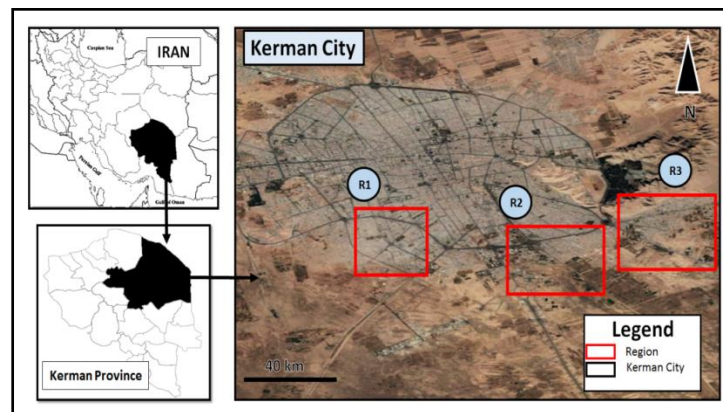 IRAN
Caspian Sea
Persian Gulf
Gulf of Oman
Kerman Province
Kerman City
N
R1
R2
R3
40 km
Legend
Region
Kerman City